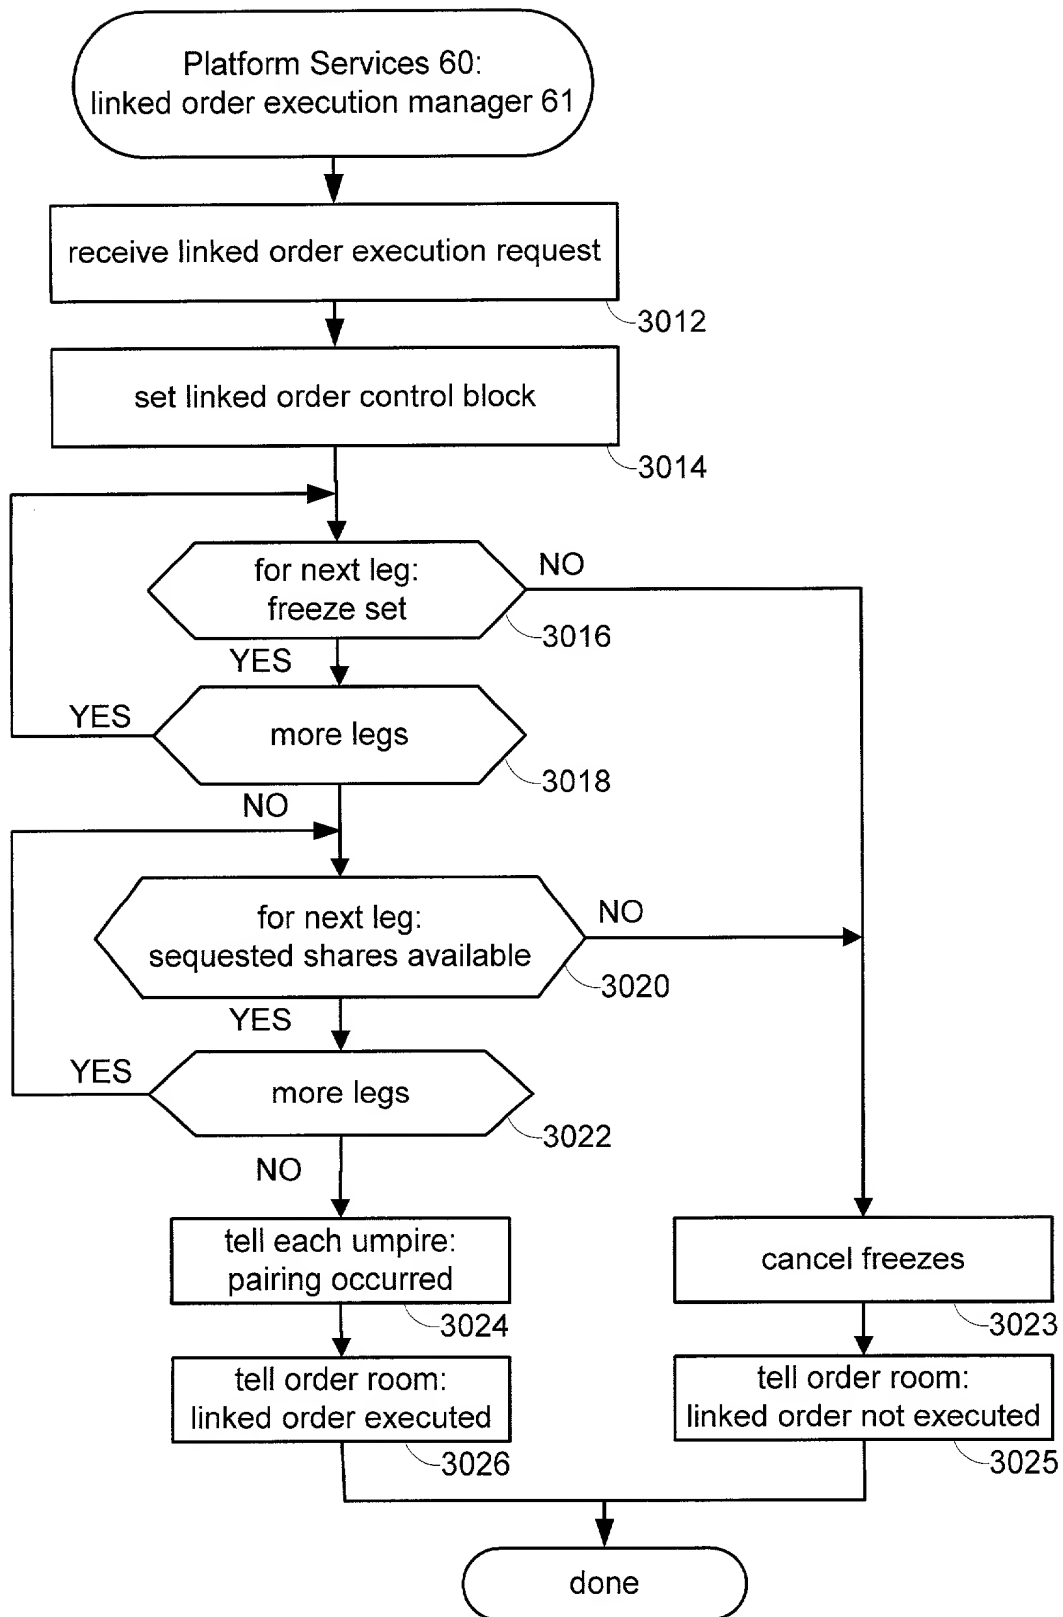 Platform Services 60:
linked order execution manager 61
receive linked order execution request
3012
set linked order control block
3014
for next leg:
freeze set
NO
3016
YES
more legs
YES
3018
NO
for next leg:
sequested shares available
NO
3020
YES
more legs
YES
3022
NO
tell each umpire:
pairing occurred
3024
cancel freezes
3023
tell order room:
linked order executed
3026
tell order room:
linked order not executed
3025
done